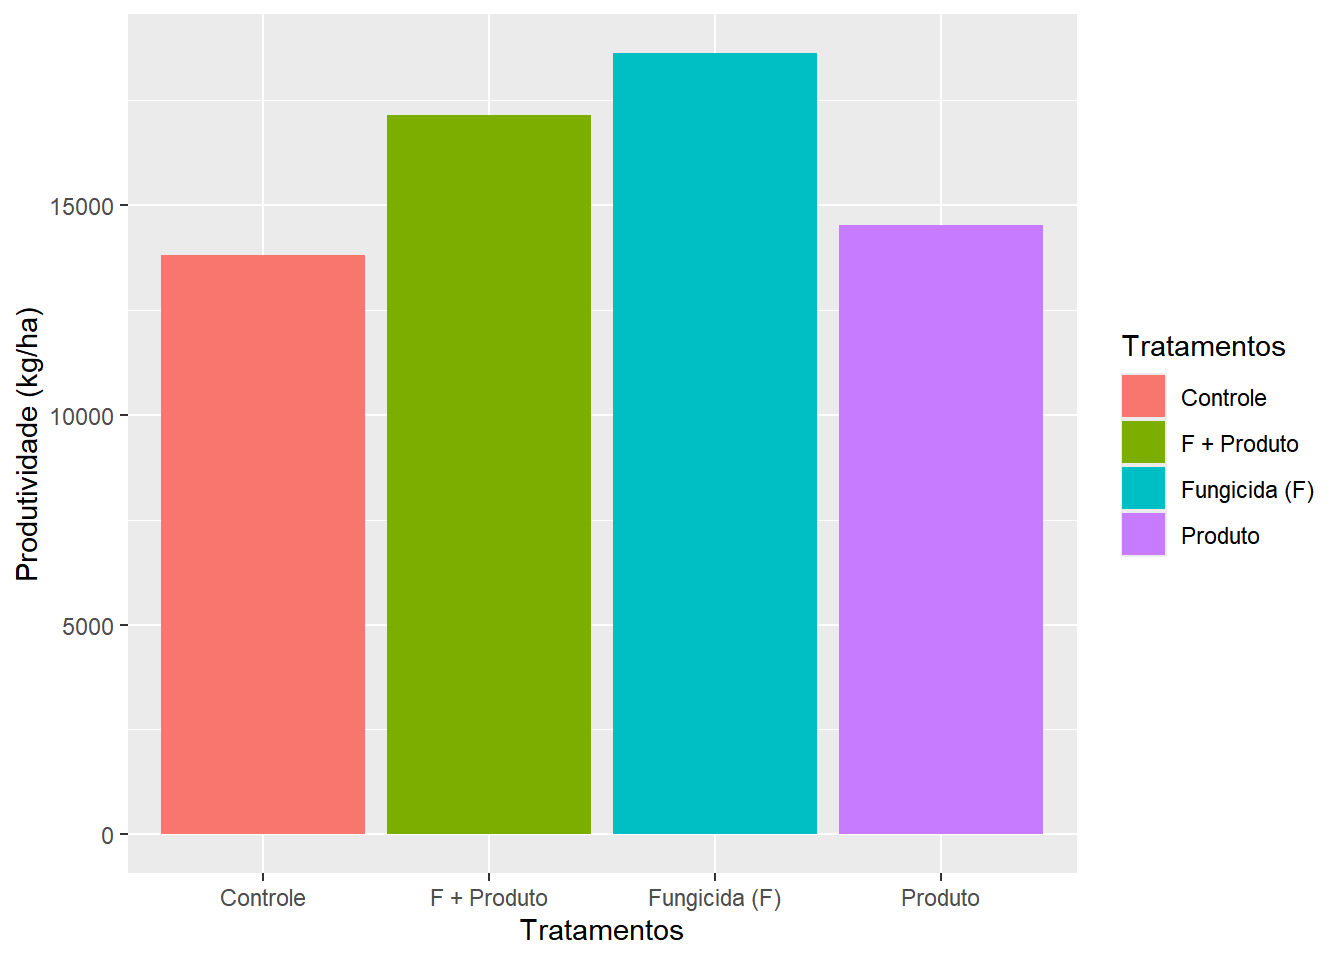 Produtividade (kg/ha)
15000
10000
5000
0
Controle
F + Produto
Fungicida (F)
Produto
Tratamentos
Tratamentos
Controle
F + Produto
Fungicida (F)
Produto